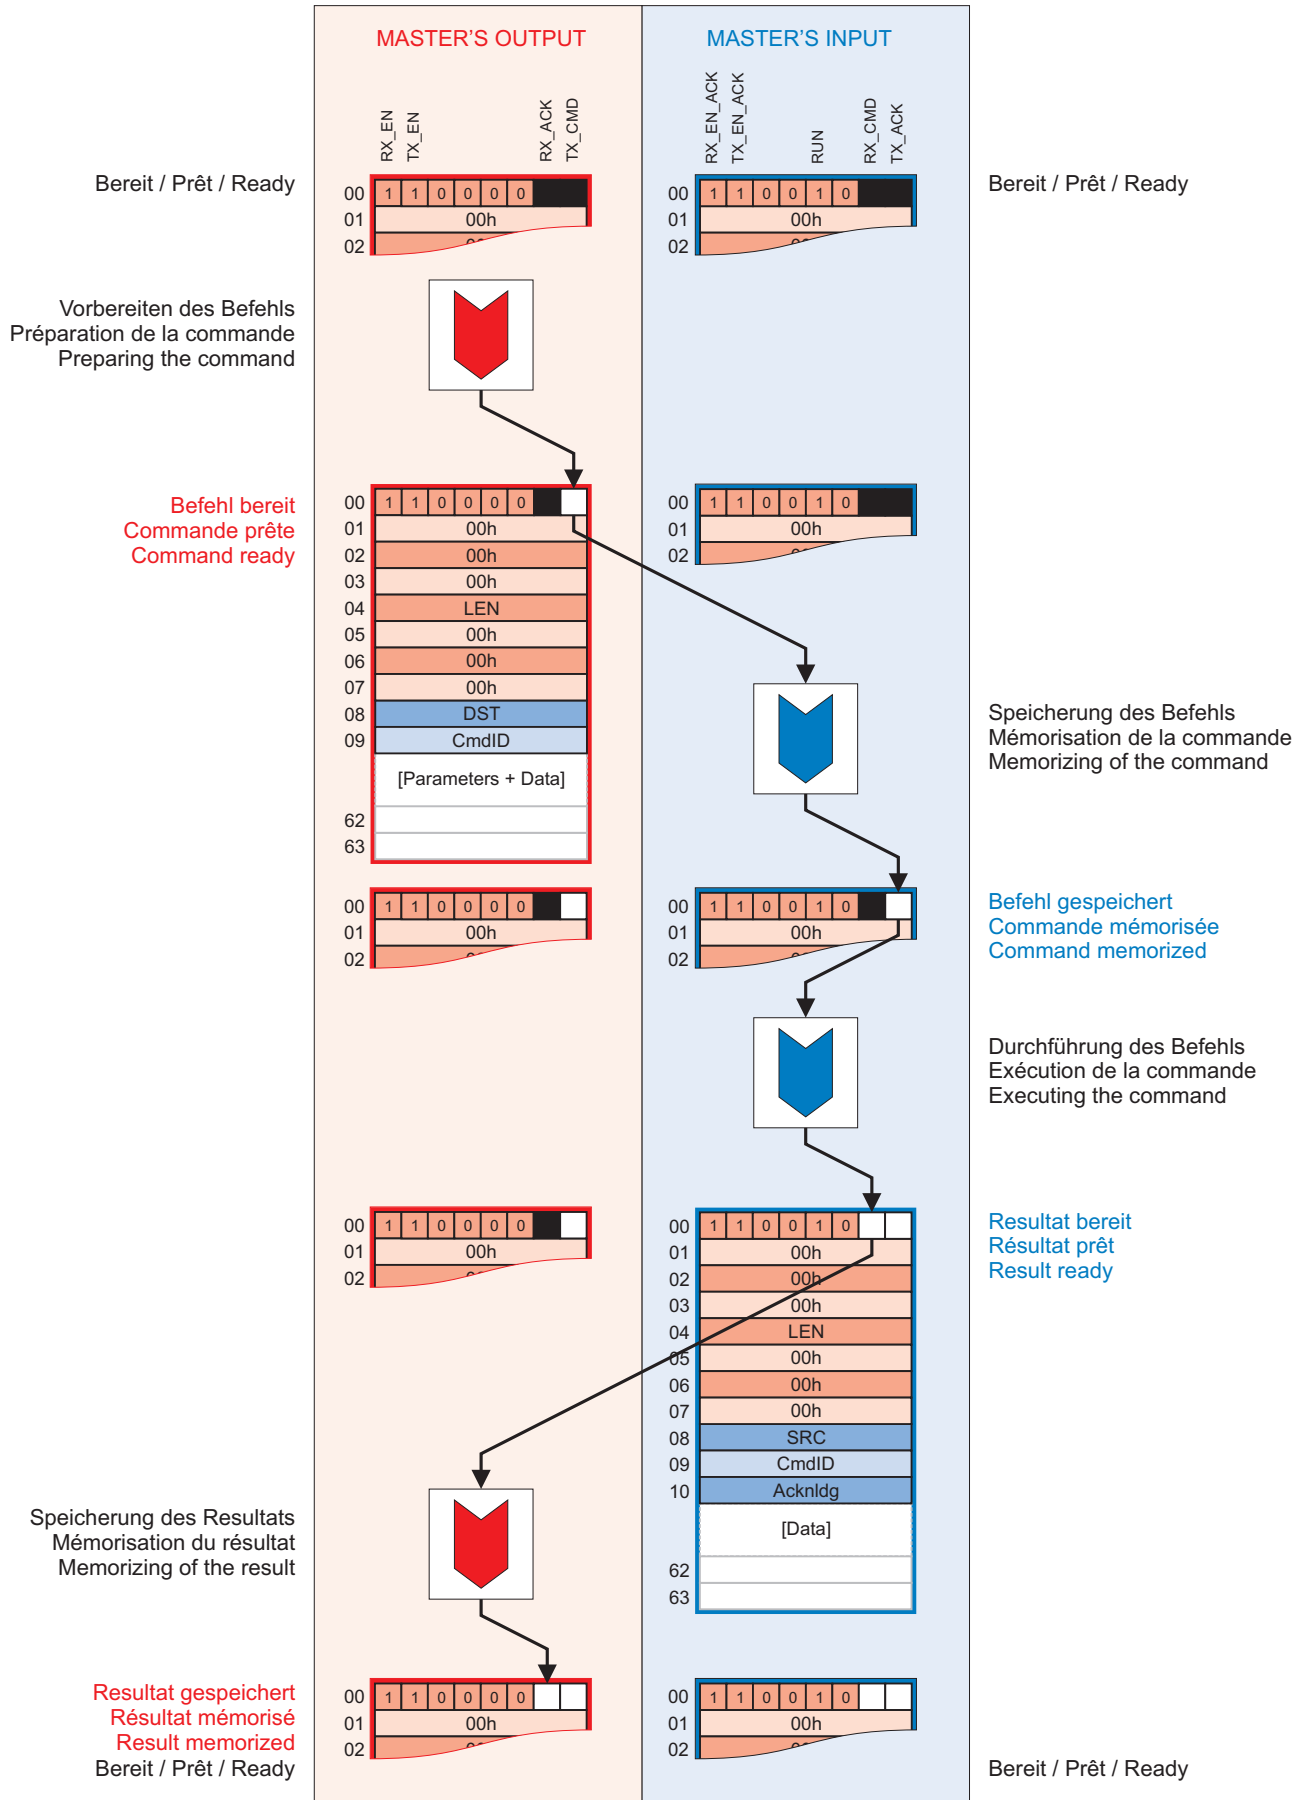 MASTER'S OUTPUT
MASTER'S INPUT
RX_EN
TX_EN
RX_ACK
TX_CMD
RX_EN_ACK
TX_EN_ACK
RUN
RX_CMD
TX_ACK
Bereit / Prêt / Ready
00 1 1 0 0 0 0
01 00h
02
00 1 1 0 0 1 0
01 00h
02
Bereit / Prêt / Ready
Vorbereiten des Befehls
Préparation de la commande
Preparing the command
Befehl bereit
Commande prête
Command ready
00 1 1 0 0 0 0
01 00h
02 00h
03 00h
04 LEN
05 00h
06 00h
07 00h
08 DST
09 CmdID
[Parameters + Data]
62
63
00 1 1 0 0 1 0
01 00h
02
Speicherung des Befehls
Mémorisation de la commande
Memorizing of the command
00 1 1 0 0 0 0
01 00h
02
00 1 1 0 0 1 0
01 00h
02
Befehl gespeichert
Commande mémorisée
Command memorized
Durchführung des Befehls
Exécution de la commande
Executing the command
00 1 1 0 0 0 0
01 00h
02
00 1 1 0 0 1 0
01 00h
02 00h
03 00h
04 LEN
05 00h
06 00h
07 00h
08 SRC
09 CmdID
10 Acknldg
[Data]
62
63
Resultat bereit
Résultat prêt
Result ready
Speicherung des Resultats
Mémorisation du résultat
Memorizing of the result
Resultat gespeichert
Résultat mémorisé
Result memorized
Bereit / Prêt / Ready
00 1 1 0 0 0 0
01 00h
02
00 1 1 0 0 1 0
01 00h
02
Bereit / Prêt / Ready